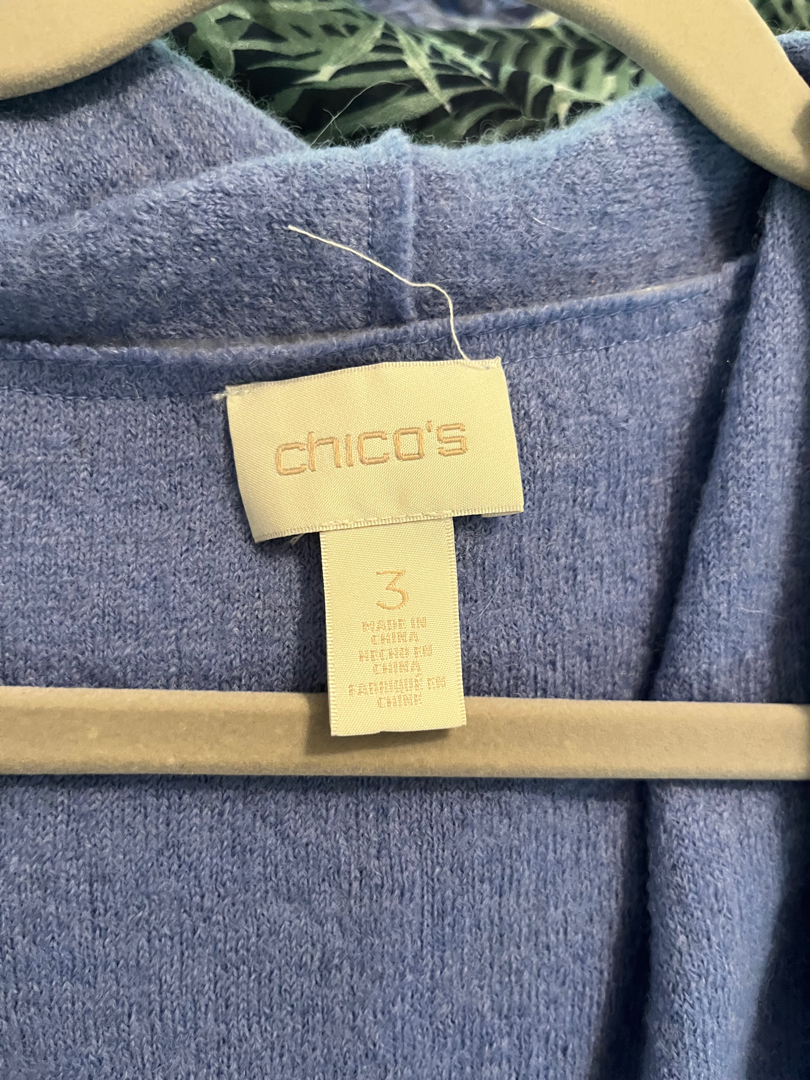 chico's
3
MADE IN
CHINA
HECHO EN
CHINA
FABRIQUÉ EN
CHINE